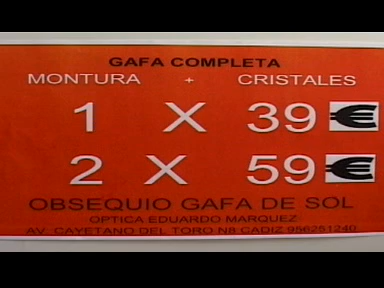 GAFA COMPLETA
MONTURA + CRISTALES
1 X 39 €
2 X 59 €
OBSEQUIO GAFA DE SOL
OPTICA EDUARDO MARQUEZ
AV. CAYETANO DEL TORO N8 CADIZ 956251240